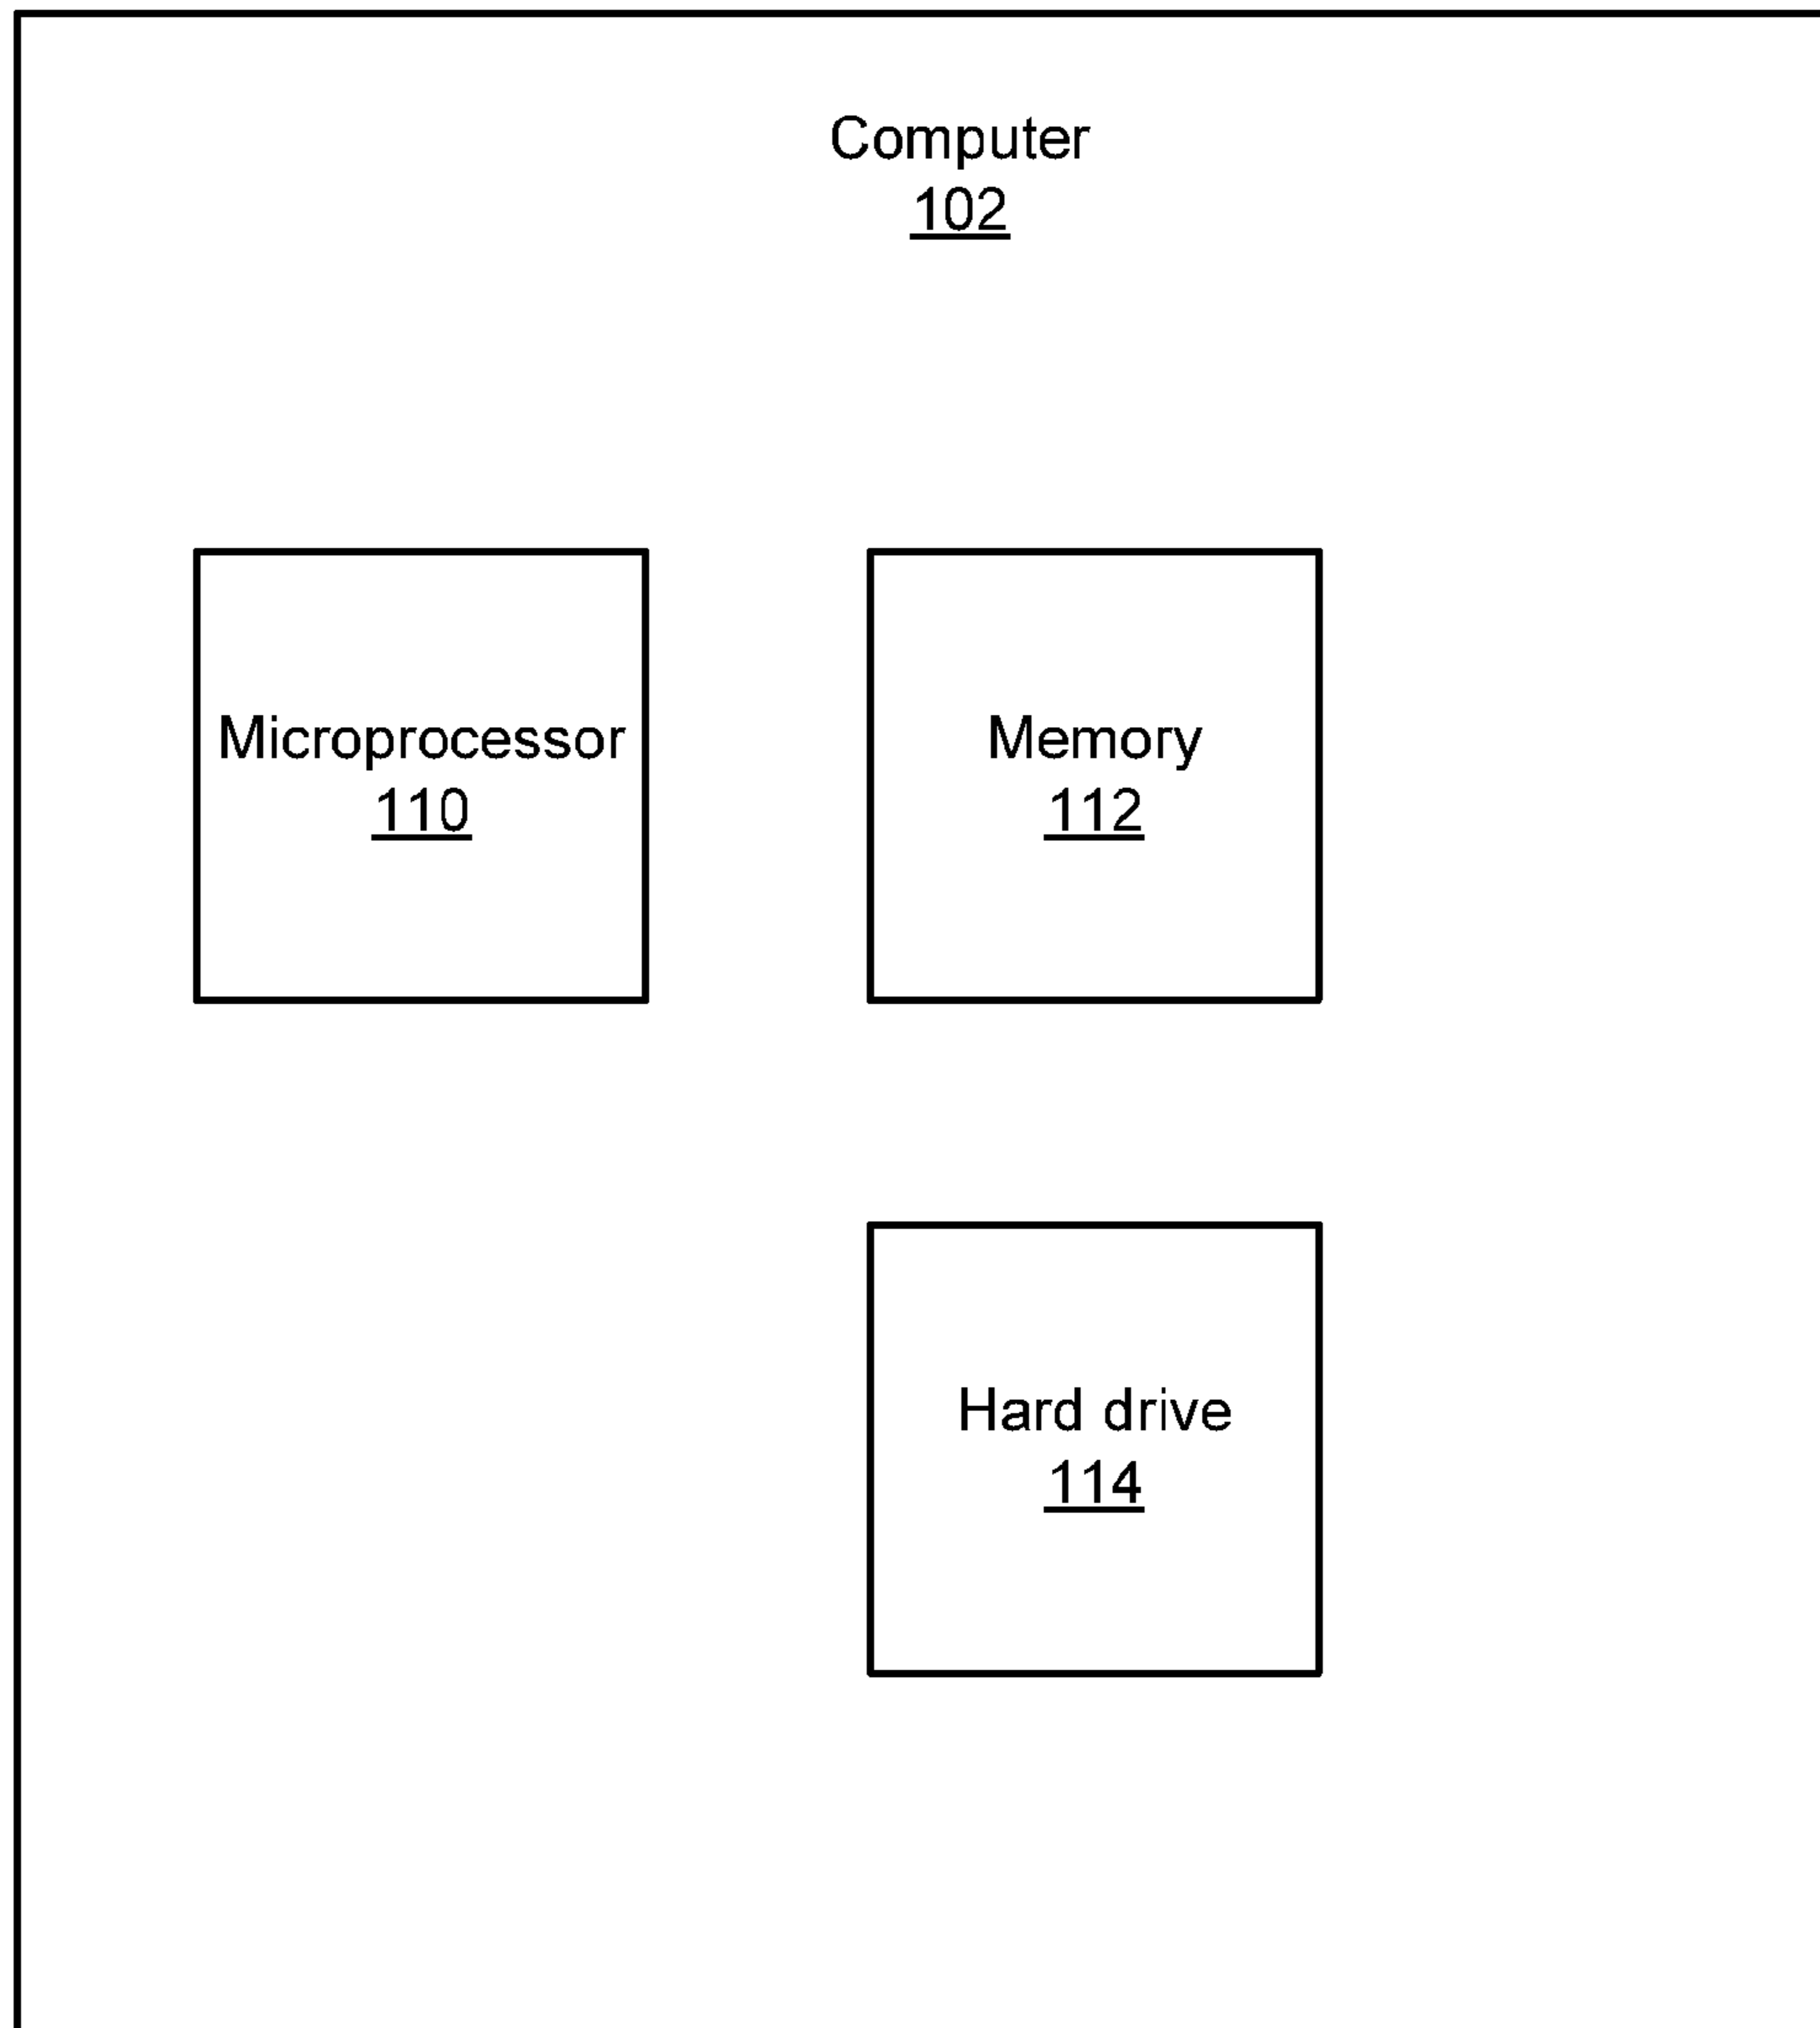 Computer
102
Microprocessor
110
Memory
112
Hard drive
114